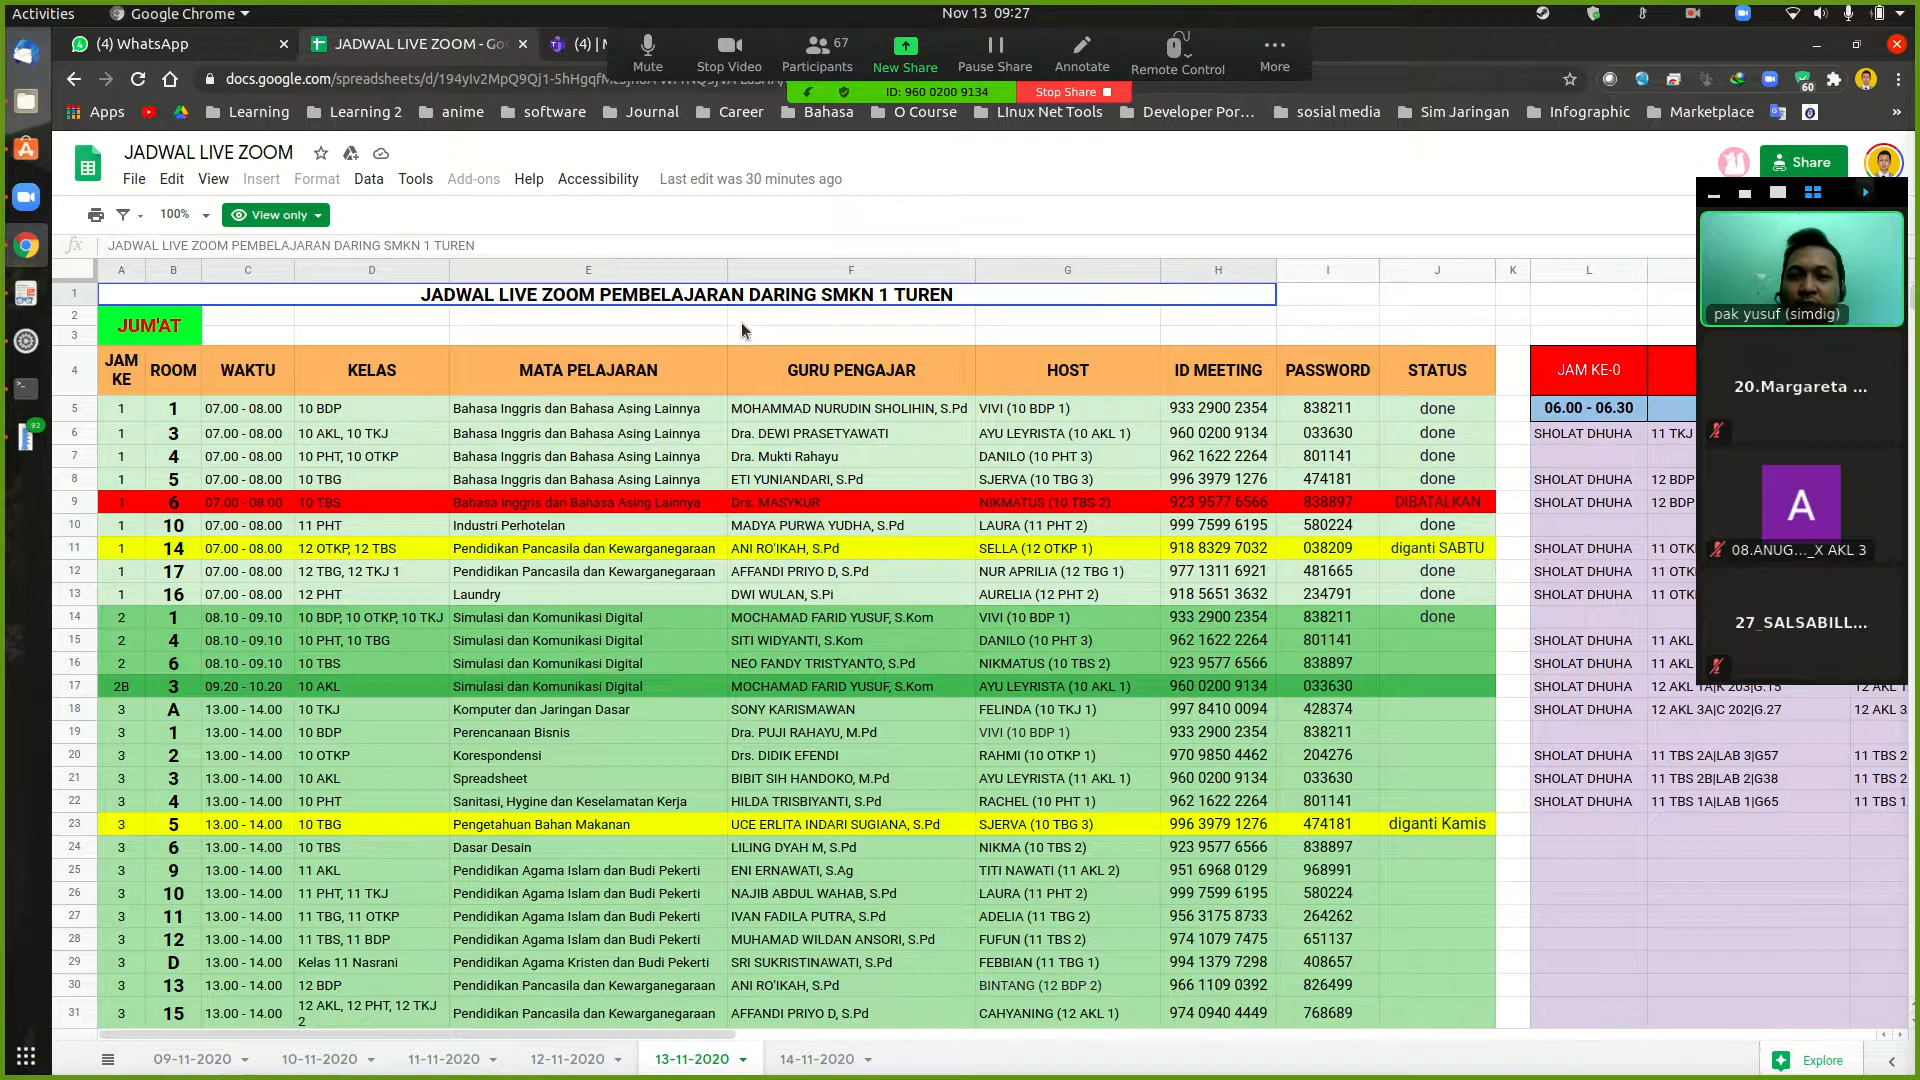 Activities
Google Chrome
Nov 13 09:27
(4) WhatsApp
JADWAL LIVE ZOOM - Go
(4) |
Mute
Stop Video
Participants
67
New Share
Pause Share
Annotate
Remote Control
More
ID: 960 0200 9134
Stop Share
docs.google.com
60
Apps
Learning
Learning 2
anime
software
Journal
Career
Bahasa
O Course
LInux Net Tools
Developer Por...
sosial media
Sim Jaringan
Infographic
Marketplace
JADWAL LIVE ZOOM
Share
File Edit View Insert Format Data Tools Add-ons Help Accessibility Last edit was 30 minutes ago
100%
View only
fx JADWAL LIVE ZOOM PEMBELAJARAN DARING SMKN 1 TUREN
A B C D E F G H I J K L
1 JADWAL LIVE ZOOM PEMBELAJARAN DARING SMKN 1 TUREN
2
JUM'AT
3
4 JAM KE ROOM WAKTU KELAS MATA PELAJARAN GURU PENGAJAR HOST ID MEETING PASSWORD STATUS JAM KE-0
5 1 1 07.00 - 08.00 10 BDP Bahasa Inggris dan Bahasa Asing Lainnya MOHAMMAD NURUDIN SHOLIHIN, S.Pd VIVI (10 BDP 1) 933 2900 2354 838211 done 06.00 - 06.30
6 1 3 07.00 - 08.00 10 AKL, 10 TKJ Bahasa Inggris dan Bahasa Asing Lainnya Dra. DEWI PRASETYAWATI AYU LEYRISTA (10 AKL 1) 960 0200 9134 033630 done SHOLAT DHUHA 11 TKJ
7 1 4 07.00 - 08.00 10 PHT, 10 OTKP Bahasa Inggris dan Bahasa Asing Lainnya Dra. Mukti Rahayu DANILO (10 PHT 3) 962 1622 2264 801141 done
8 1 5 07.00 - 08.00 10 TBG Bahasa Inggris dan Bahasa Asing Lainnya ETI YUNIANDARI, S.Pd SJERVA (10 TBG 3) 996 3979 1276 474181 done SHOLAT DHUHA 12 BDP
9 1 6 07.00 - 08.00 10 TBS Bahasa Inggris dan Bahasa Asing Lainnya Drs. MASYKUR NIKMATUS (10 TBS 2) 923 9577 6566 838897 DIBATALKAN SHOLAT DHUHA 12 BDP
10 1 10 07.00 - 08.00 11 PHT Industri Perhotelan MADYA PURWA YUDHA, S.Pd LAURA (11 PHT 2) 999 7599 6195 580224 done
11 1 14 07.00 - 08.00 12 OTKP, 12 TBS Pendidikan Pancasila dan Kewarganegaraan ANI RO'IKAH, S.Pd SELLA (12 OTKP 1) 918 8329 7032 038209 diganti SABTU SHOLAT DHUHA 11 OTK
12 1 17 07.00 - 08.00 12 TBG, 12 TKJ 1 Pendidikan Pancasila dan Kewarganegaraan AFFANDI PRIYO D, S.Pd NUR APRILIA (12 TBG 1) 977 1311 6921 481665 done SHOLAT DHUHA 11 OTK
13 1 16 07.00 - 08.00 12 PHT Laundry DWI WULAN, S.Pi AURELIA (12 PHT 2) 918 5651 3632 234791 done SHOLAT DHUHA 11 OTK
14 2 1 08.10 - 09.10 10 BDP, 10 OTKP, 10 TKJ Simulasi dan Komunikasi Digital MOCHAMAD FARID YUSUF, S.Kom VIVI (10 BDP 1) 933 2900 2354 838211 done
15 2 4 08.10 - 09.10 10 PHT, 10 TBG Simulasi dan Komunikasi Digital SITI WIDYANTI, S.Kom DANILO (10 PHT 3) 962 1622 2264 801141 SHOLAT DHUHA 11 AKL
16 2 6 08.10 - 09.10 10 TBS Simulasi dan Komunikasi Digital NEO FANDY TRISTYANTO, S.Pd NIKMATUS (10 TBS 2) 923 9577 6566 838897 SHOLAT DHUHA 11 AKL
17 2B 3 09.20 - 10.20 10 AKL Simulasi dan Komunikasi Digital MOCHAMAD FARID YUSUF, S.Kom AYU LEYRISTA (10 AKL 1) 960 0200 9134 033630 SHOLAT DHUHA 12 AKL 1A|K 203|G.15 12 AKL 1
18 3 A 13.00 - 14.00 10 TKJ Komputer dan Jaringan Dasar SONY KARISMAWAN FELINDA (10 TKJ 1) 997 8410 0094 428374 SHOLAT DHUHA 12 AKL 3A|C 202|G.27 12 AKL 3
19 3 1 13.00 - 14.00 10 BDP Perencanaan Bisnis Dra. PUJI RAHAYU, M.Pd VIVI (10 BDP 1) 933 2900 2354 838211
20 3 2 13.00 - 14.00 10 OTKP Korespondensi Drs. DIDIK EFENDI RAHMI (10 OTKP 1) 970 9850 4462 204276 SHOLAT DHUHA 11 TBS 2A|LAB 3|G57 11 TBS 2
21 3 3 13.00 - 14.00 10 AKL Spreadsheet BIBIT SIH HANDOKO, M.Pd AYU LEYRISTA (11 AKL 1) 960 0200 9134 033630 SHOLAT DHUHA 11 TBS 2B|LAB 2|G38 11 TBS 2
22 3 4 13.00 - 14.00 10 PHT Sanitasi, Hygine dan Keselamatan Kerja HILDA TRISBIYANTI, S.Pd RACHEL (10 PHT 1) 962 1622 2264 801141 SHOLAT DHUHA 11 TBS 1A|LAB 1|G65 11 TBS 1
23 3 5 13.00 - 14.00 10 TBG Pengetahuan Bahan Makanan UCE ERLITA INDARI SUGIANA, S.Pd SJERVA (10 TBG 3) 996 3979 1276 474181 diganti Kamis
24 3 6 13.00 - 14.00 10 TBS Dasar Desain LILING DYAH M, S.Pd NIKMA (10 TBS 2) 923 9577 6566 838897
25 3 9 13.00 - 14.00 11 AKL Pendidikan Agama Islam dan Budi Pekerti ENI ERNAWATI, S.Ag TITI NAWATI (11 AKL 2) 951 6968 0129 968991
26 3 10 13.00 - 14.00 11 PHT, 11 TKJ Pendidikan Agama Islam dan Budi Pekerti NAJIB ABDUL WAHAB, S.Pd LAURA (11 PHT 2) 999 7599 6195 580224
27 3 11 13.00 - 14.00 11 TBG, 11 OTKP Pendidikan Agama Islam dan Budi Pekerti IVAN FADILA PUTRA, S.Pd ADELIA (11 TBG 2) 956 3175 8733 264262
28 3 12 13.00 - 14.00 11 TBS, 11 BDP Pendidikan Agama Islam dan Budi Pekerti MUHAMAD WILDAN ANSORI, S.Pd FUFUN (11 TBS 2) 974 1079 7475 651137
29 3 D 13.00 - 14.00 Kelas 11 Nasrani Pendidikan Agama Kristen dan Budi Pekerti SRI SUKRISTINAWATI, S.Pd FEBBIAN (11 TBG 1) 994 1379 7298 408657
30 3 13 13.00 - 14.00 12 BDP Pendidikan Pancasila dan Kewarganegaraan ANI RO'IKAH, S.Pd BINTANG (12 BDP 2) 966 1109 0392 826499
31 3 15 13.00 - 14.00 12 AKL, 12 PHT, 12 TKJ 2 Pendidikan Pancasila dan Kewarganegaraan AFFANDI PRIYO D, S.Pd CAHYANING (12 AKL 1) 974 0940 4449 768689
pak yusuf (simdig)
20.Margareta ...
A
08.ANUG..._X AKL 3
27_SALSABILL...
92
09-11-2020 10-11-2020 11-11-2020 12-11-2020 13-11-2020 14-11-2020
Explore